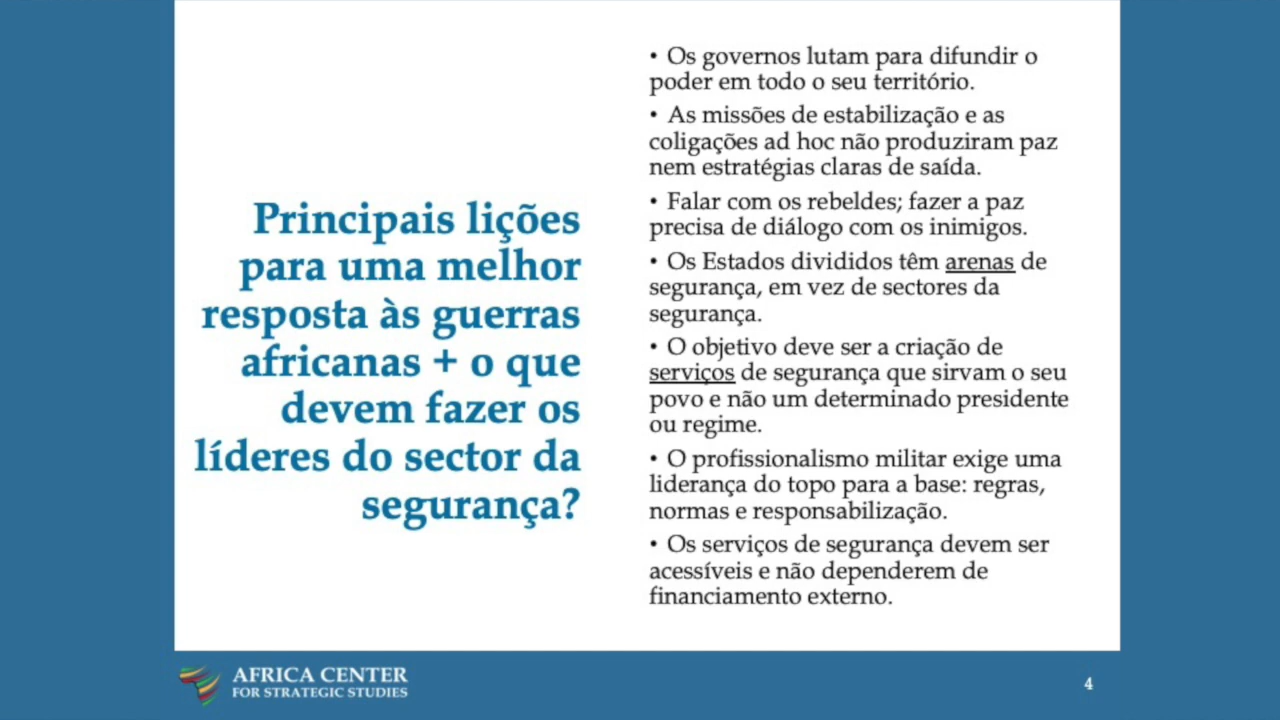 Principais lições
para uma melhor
resposta às guerras
africanas + o que
devem fazer os
líderes do sector da
segurança?
• Os governos lutam para difundir o
poder em todo o seu território.
• As missões de estabilização e as
coligações ad hoc não produziram paz
nem estratégias claras de saída.
• Falar com os rebeldes; fazer a paz
precisa de diálogo com os inimigos.
• Os Estados divididos têm arenas de
segurança, em vez de sectores da
segurança.
• O objetivo deve ser a criação de
serviços de segurança que sirvam o seu
povo e não um determinado presidente
ou regime.
• O profissionalismo militar exige uma
liderança do topo para a base: regras,
normas e responsabilização.
• Os serviços de segurança devem ser
acessíveis e não dependerem de
financiamento externo.
AFRICA CENTER
FOR STRATEGIC STUDIES
4